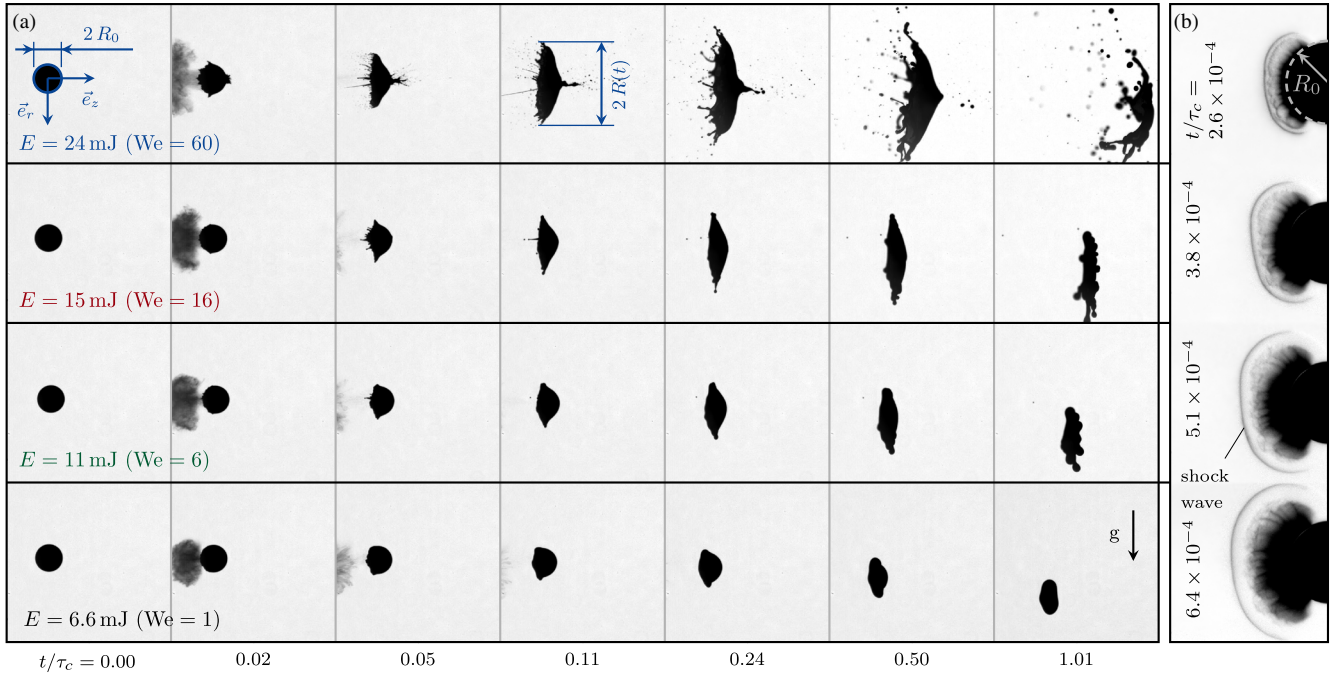 (a)
2 R₀
e⃗_z
e⃗_r
E = 24 mJ (We = 60)
2 R(t)
E = 15 mJ (We = 16)
E = 11 mJ (We = 6)
E = 6.6 mJ (We = 1)
g
t/τ_c = 0.00 0.02 0.05 0.11 0.24 0.50 1.01
(b)
R₀
t/τ_c =
2.6 × 10⁻⁴
3.8 × 10⁻⁴
5.1 × 10⁻⁴
shock
wave
6.4 × 10⁻⁴